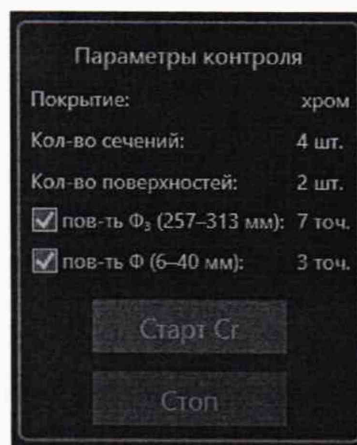 Параметры контроля
Покрытие: хром
Кол-во сечений: 4 шт.
Кол-во поверхностей: 2 шт.
пов-ть Ф₃ (257–313 мм): 7 точ.
пов-ть Ф (6–40 мм): 3 точ.
Старт Cr
Стоп